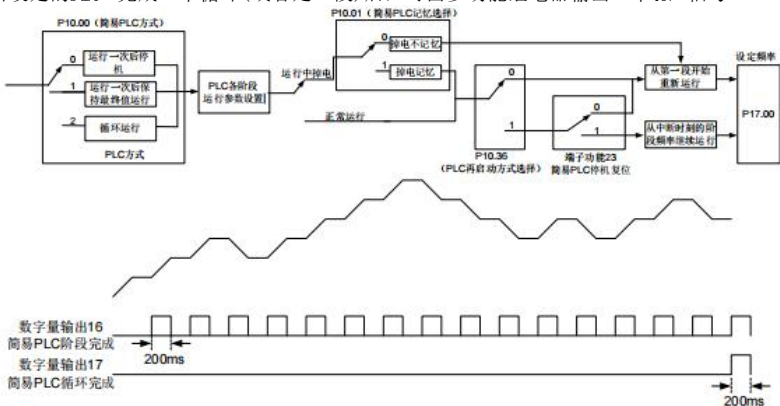 P10.01（简易PLC记忆选择）
P10.00（简易PLC方式）
0
运行一次后停机
1
运行一次后保持最终值运行
2
循环运行
PLC方式
PLC各阶段运行参数设置
运行中掉电
0
掉电不记忆
1
掉电记忆
正常运行
0
1
P10.36
（PLC再启动方式选择）
0
1
端子功能23
简易PLC停机复位
从第一段开始重新运行
从中断时刻的阶段频率继续运行
设定频率
P17.00
数字量输出16
简易PLC阶段完成
200ms
数字量输出17
简易PLC循环完成
200ms